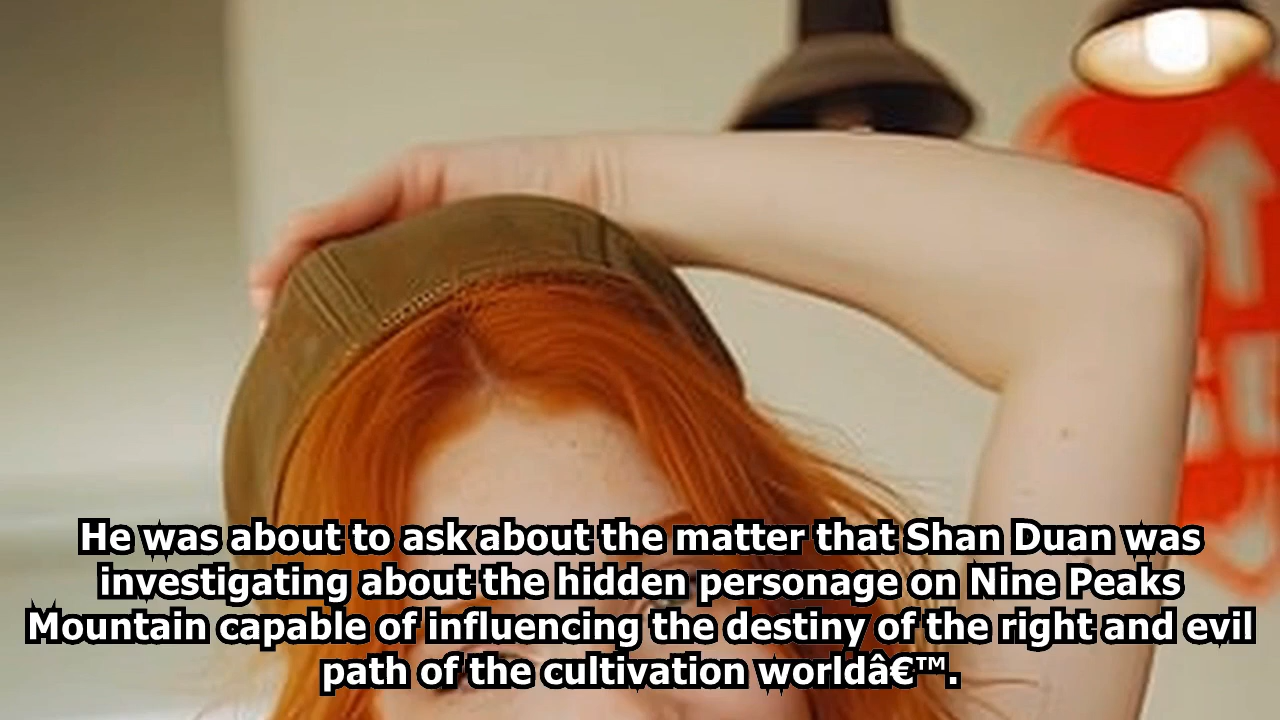 He was about to ask about the matter that Shan Duan was
investigating about the hidden personage on Nine Peaks
Mountain capable of influencing the destiny of the right and evil
path of the cultivation worldâ€™.